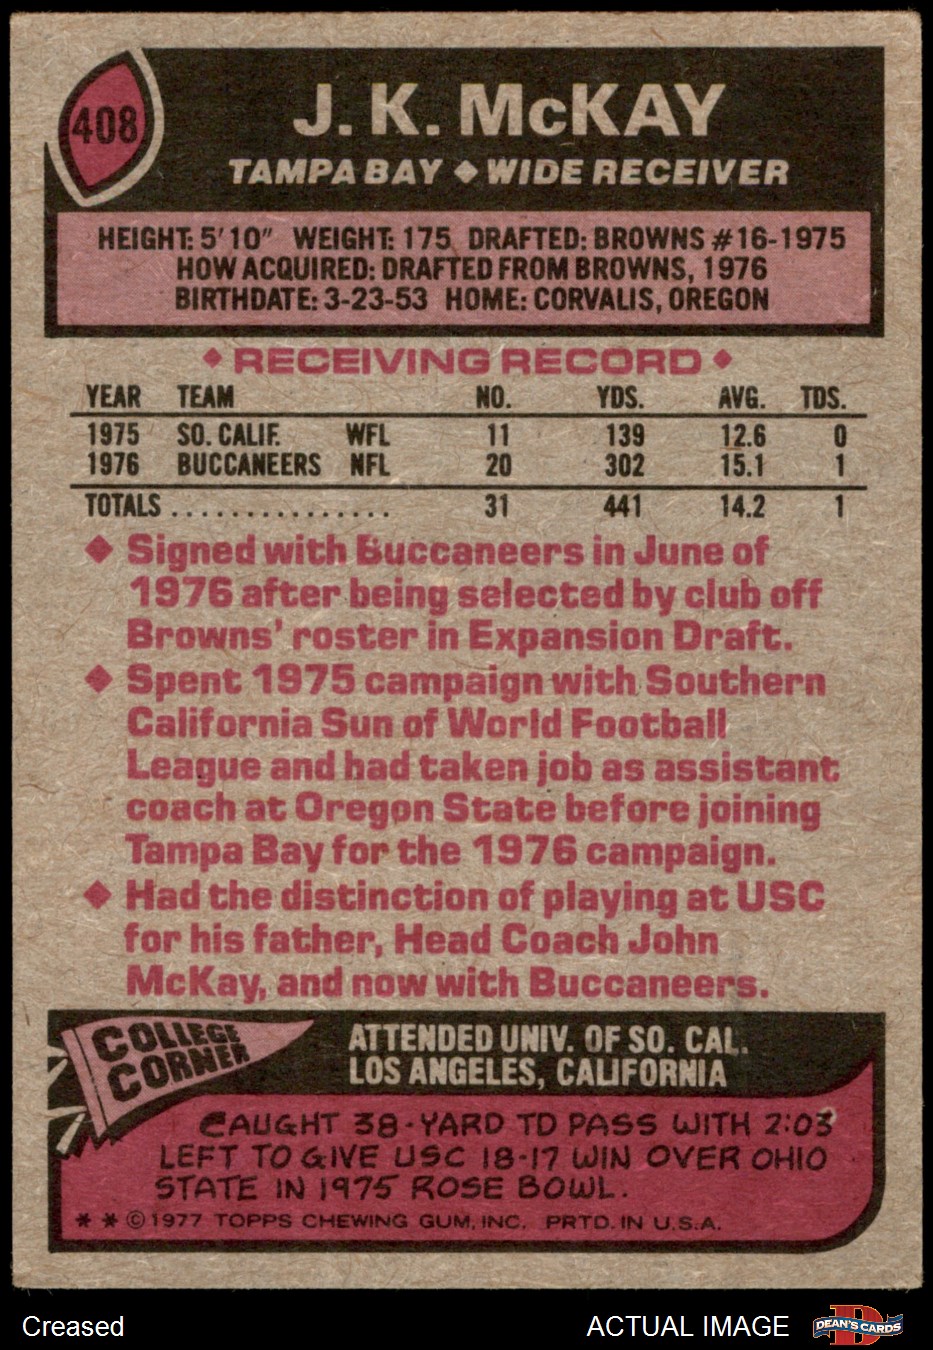 408
J. K. McKAY
TAMPA BAY ◆ WIDE RECEIVER
HEIGHT: 5' 10" WEIGHT: 175 DRAFTED: BROWNS #16-1975
HOW ACQUIRED: DRAFTED FROM BROWNS, 1976
BIRTHDATE: 3-23-53 HOME: CORVALIS, OREGON
◆ RECEIVING RECORD ◆
YEAR TEAM NO. YDS. AVG. TDS.
1975 SO. CALIF. WFL 11 139 12.6 0
1976 BUCCANEERS NFL 20 302 15.1 1
TOTALS . . . . . . . . . . . . . . . 31 441 14.2 1
◆ Signed with Buccaneers in June of
1976 after being selected by club off
Browns' roster in Expansion Draft.
◆ Spent 1975 campaign with Southern
California Sun of World Football
League and had taken job as assistant
coach at Oregon State before joining
Tampa Bay for the 1976 campaign.
◆ Had the distinction of playing at USC
for his father, Head Coach John
McKay, and now with Buccaneers.
COLLEGE
CORNER
ATTENDED UNIV. OF SO. CAL.
LOS ANGELES, CALIFORNIA
CAUGHT 38-YARD TD PASS WITH 2:03
LEFT TO GIVE USC 18-17 WIN OVER OHIO
STATE IN 1975 ROSE BOWL.
* * © 1977 TOPPS CHEWING GUM, INC. PRTD. IN U.S.A.
Creased
ACTUAL IMAGE
D
DEAN'S CARDS